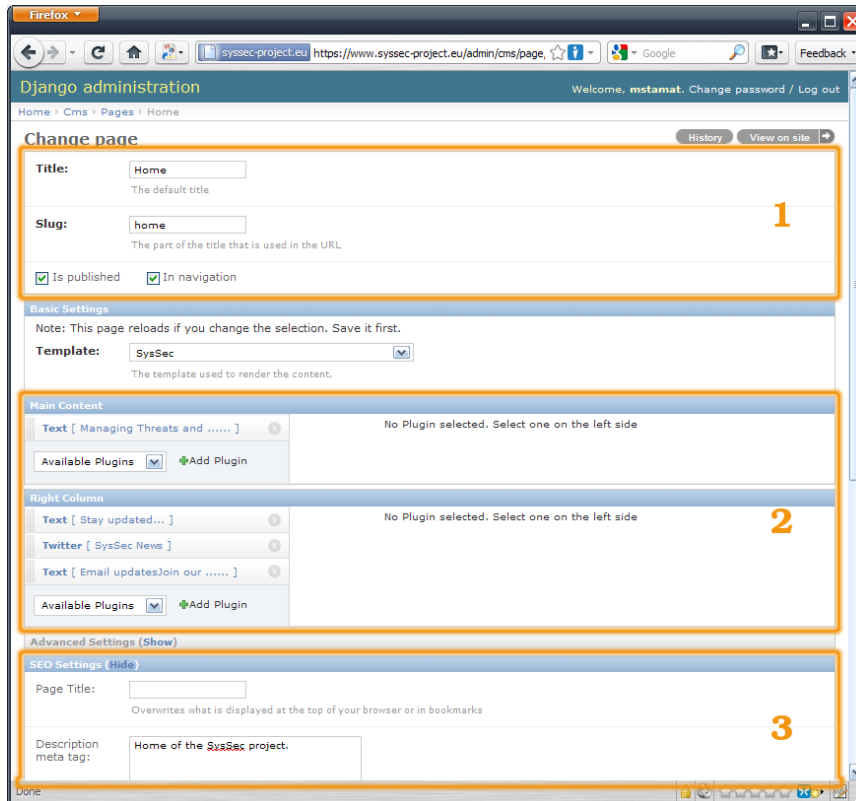 Firefox
syssec-project.eu https://www.syssec-project.eu/admin/cms/page, Google Feedback
Django administration Welcome, mstamat. Change password / Log out
Home › Cms › Pages › Home
Change page History View on site
Title: Home
The default title
1
Slug: home
The part of the title that is used in the URL
Is published In navigation
Basic Settings
Note: This page reloads if you change the selection. Save it first.
Template: SysSec
The template used to render the content.
Main Content
Text [ Managing Threats and ...... ] No Plugin selected. Select one on the left side
Available Plugins Add Plugin
Right Column
Text [ Stay updated... ] No Plugin selected. Select one on the left side
2
Twitter [ SysSec News ]
Text [ Email updatesJoin our ...... ]
Available Plugins Add Plugin
Advanced Settings (Show)
SEO Settings (Hide)
Page Title:
Overwrites what is displayed at the top of your browser or in bookmarks
3
Description Home of the SysSec project.
meta tag:
Done